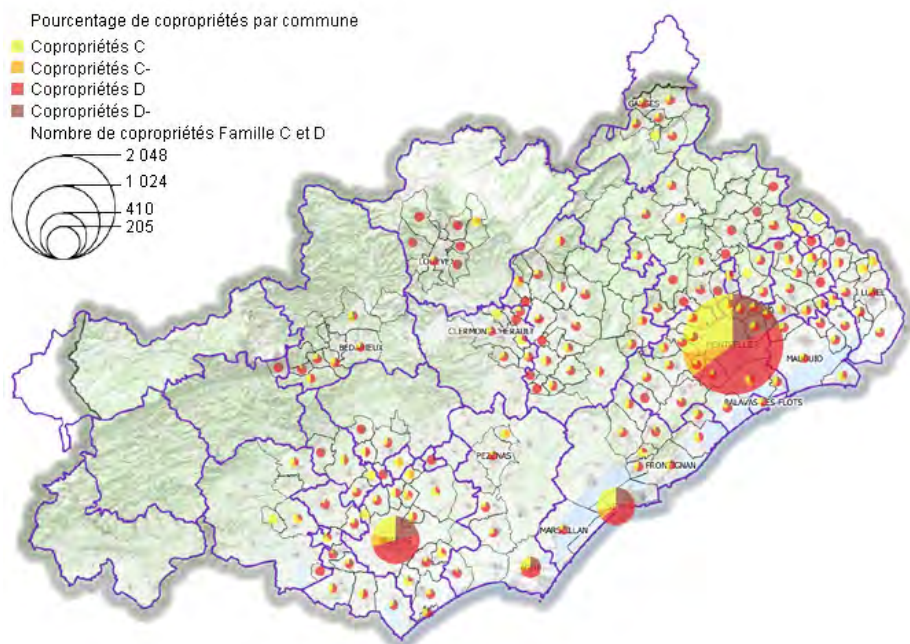 Pourcentage de copropriétés par commune
Copropriétés C
Copropriétés C-
Copropriétés D
Copropriétés D-
Nombre de copropriétés Famille C et D
2 048
1 024
410
205
GANGES
LODEVE
LUNEL
CLERMONT L'HERAULT
BEDARIEUX
MONTPELLIER
MAUGUIO
PALAVAS-LES-FLOTS
PEZENAS
FRONTIGNAN
MARSEILLAN